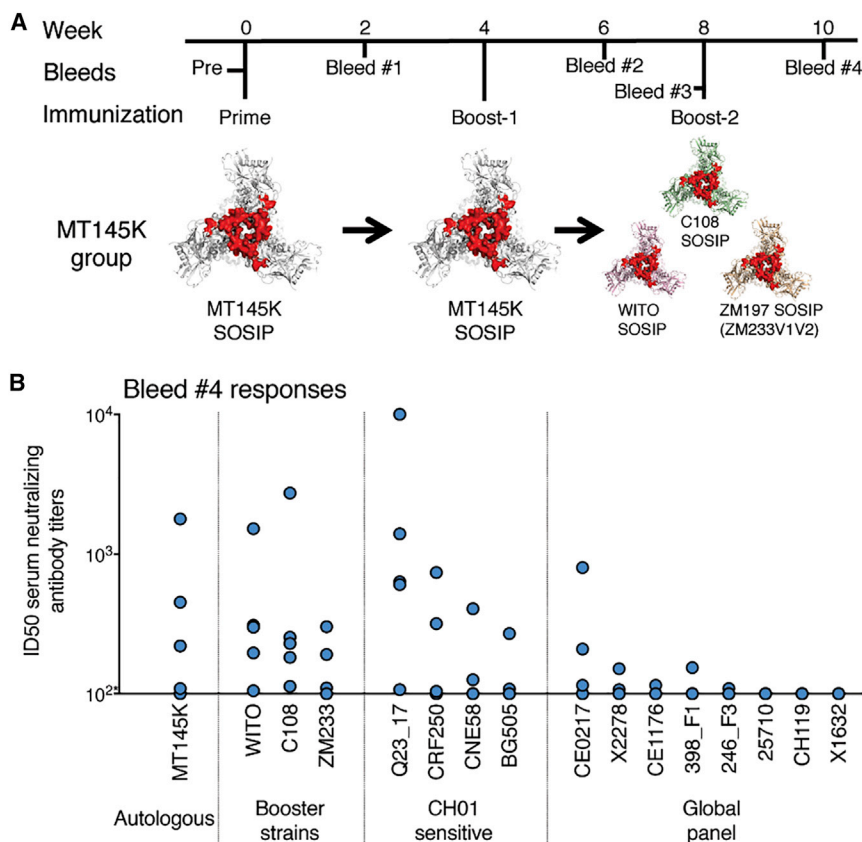 A
Week 0 2 4 6 8 10
Bleeds Pre Bleed #1 Bleed #2 Bleed #3 Bleed #4
Immunization Prime Boost-1 Boost-2
MT145K
group
MT145K
SOSIP
MT145K
SOSIP
C108
SOSIP
WITO
SOSIP
ZM197 SOSIP
(ZM233V1V2)
B
Bleed #4 responses
ID50 serum neutralizing
antibody titers
10⁴
10³
10²*
MT145K WITO C108 ZM233 Q23_17 CRF250 CNE58 BG505 CE0217 X2278 CE1176 398_F1 246_F3 25710 CH119 X1632
Autologous
Booster
strains
CH01
sensitive
Global
panel